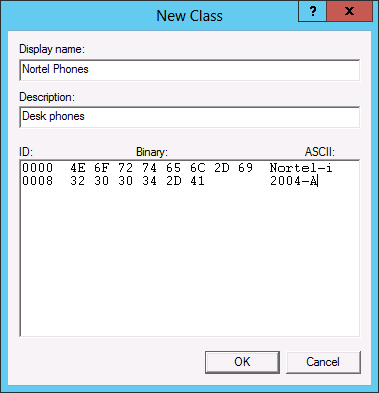 New Class
?
x
Display name:
Nortel Phones
Description:
Desk phones
ID: Binary: ASCII:
0000 4E 6F 72 74 65 6C 2D 69 Nortel-i
0008 32 30 30 34 2D 41 2004-A
OK Cancel